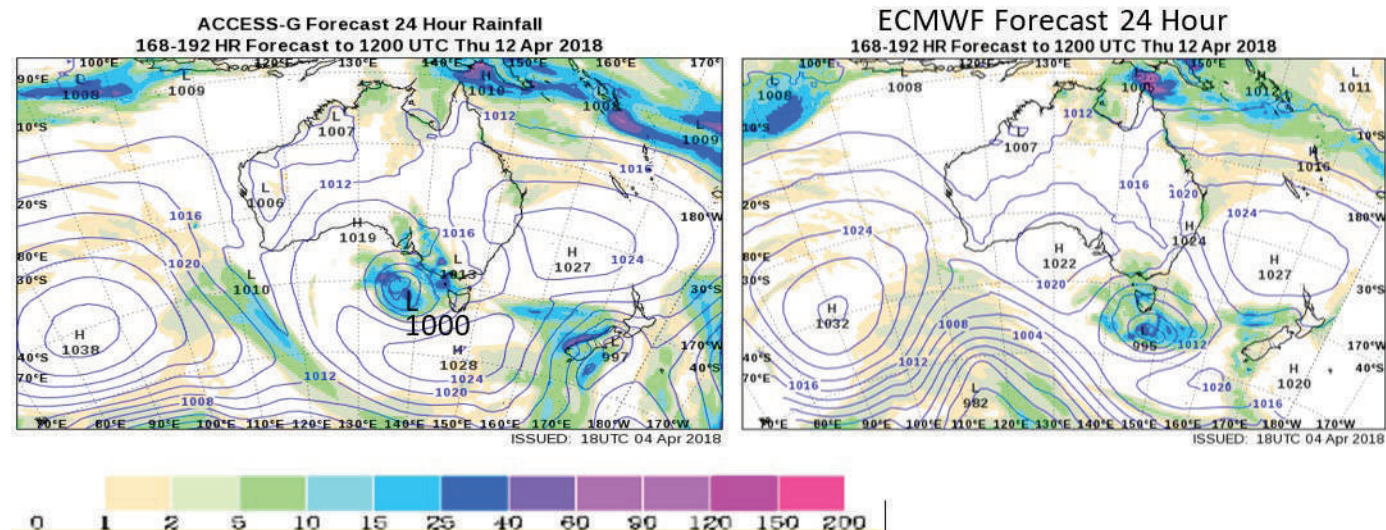 ACCESS-G Forecast 24 Hour Rainfall
168-192 HR Forecast to 1200 UTC Thu 12 Apr 2018
100°E 120°E 130°E 140°E 150°E 160°E 170°
90°E L 1008 L 1009 H 1010 L 1008
10°S L 1007 1012 L 1009
L 1006 1012 1016
20°S 1016 H 1019 1016 180°W
80°E 1020 L 1010 L 1013 H 1027 1024
30°S 30°S
H 1038 L 1000 H 1028 L 997 170°W
40°S 1012 1024 40°S
70°E 1008 1020
70°E 80°E 90°E 100°E 110°E 120°E 130°E 140°E 150°E 160°E 170°E 180°E 170°W
ISSUED: 18UTC 04 Apr 2018
ECMWF Forecast 24 Hour
168-192 HR Forecast to 1200 UTC Thu 12 Apr 2018
100°E 130°E 150°E 160°E 170°
90°E L 1008 L 1008 L H L 1011
10°S L 1007 1012 10°S
1016 1020 H 1016
20°S 1024 1016 1024 180°W
80°E H 1022 H 1024 H 1027
30°S 1020 30°S
H 1032 1008 1004 L 1012 170°W
40°S 1012 H 1020 40°S
70°E 1016 L 982 1020 1016
70°E 80°E 90°E 100°E 110°E 120°E 130°E 140°E 150°E 160°E 170°E 180°E 170°W
ISSUED: 18UTC 04 Apr 2018
0 1 2 5 10 15 25 40 60 90 120 150 200